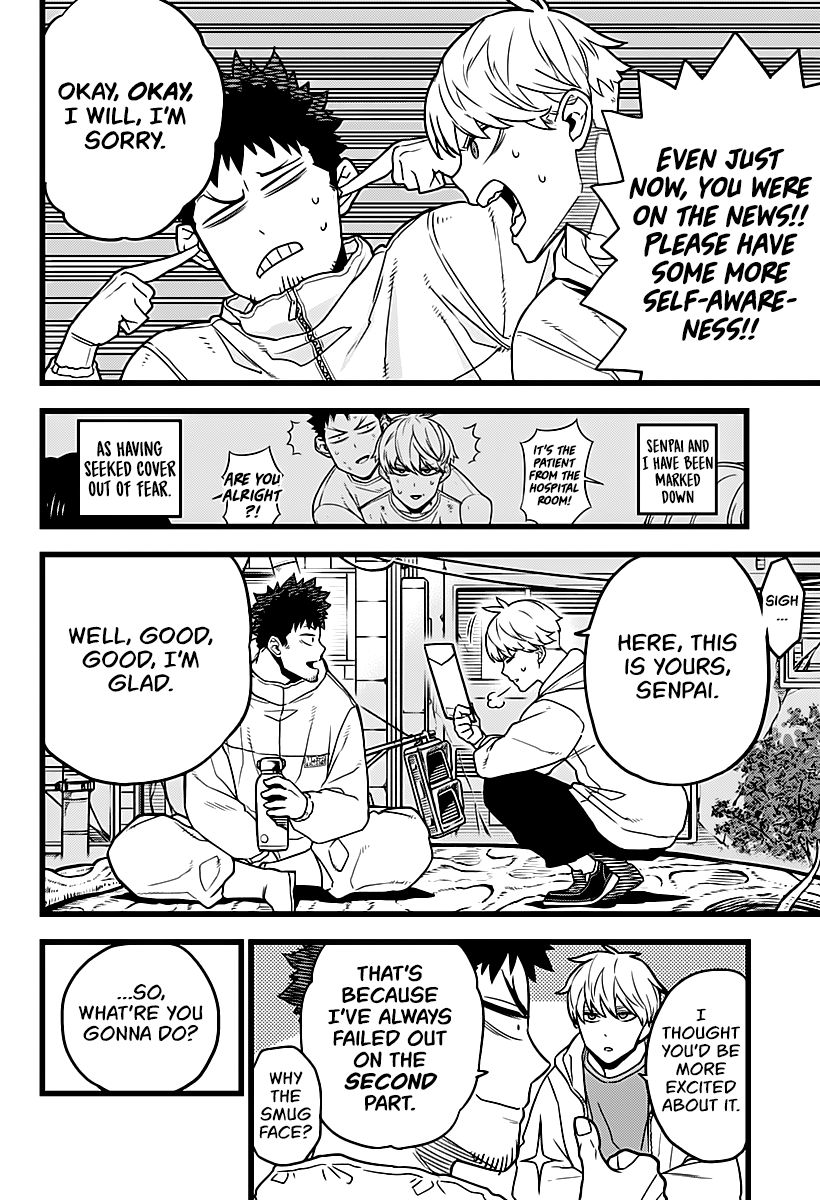 EVEN JUST
NOW, YOU WERE
ON THE NEWS!!
PLEASE HAVE
SOME MORE
SELF-AWARE-
NESS!!
OKAY, OKAY,
I WILL, I'M
SORRY.
SENPAI AND
I HAVE BEEN
MARKED
DOWN
IT'S THE
PATIENT
FROM THE
HOSPITAL
ROOM!
ARE YOU
ALRIGHT
?!
AS HAVING
SEEKED COVER
OUT OF FEAR.
SIGH
...
HERE, THIS
IS YOURS,
SENPAI.
WELL, GOOD,
GOOD, I'M
GLAD.
I
THOUGHT
YOU'D BE
MORE
EXCITED
ABOUT IT.
THAT'S
BECAUSE
I'VE ALWAYS
FAILED OUT
ON THE
SECOND
PART.
WHY
THE
SMUG
FACE?
...SO,
WHAT'RE YOU
GONNA DO?